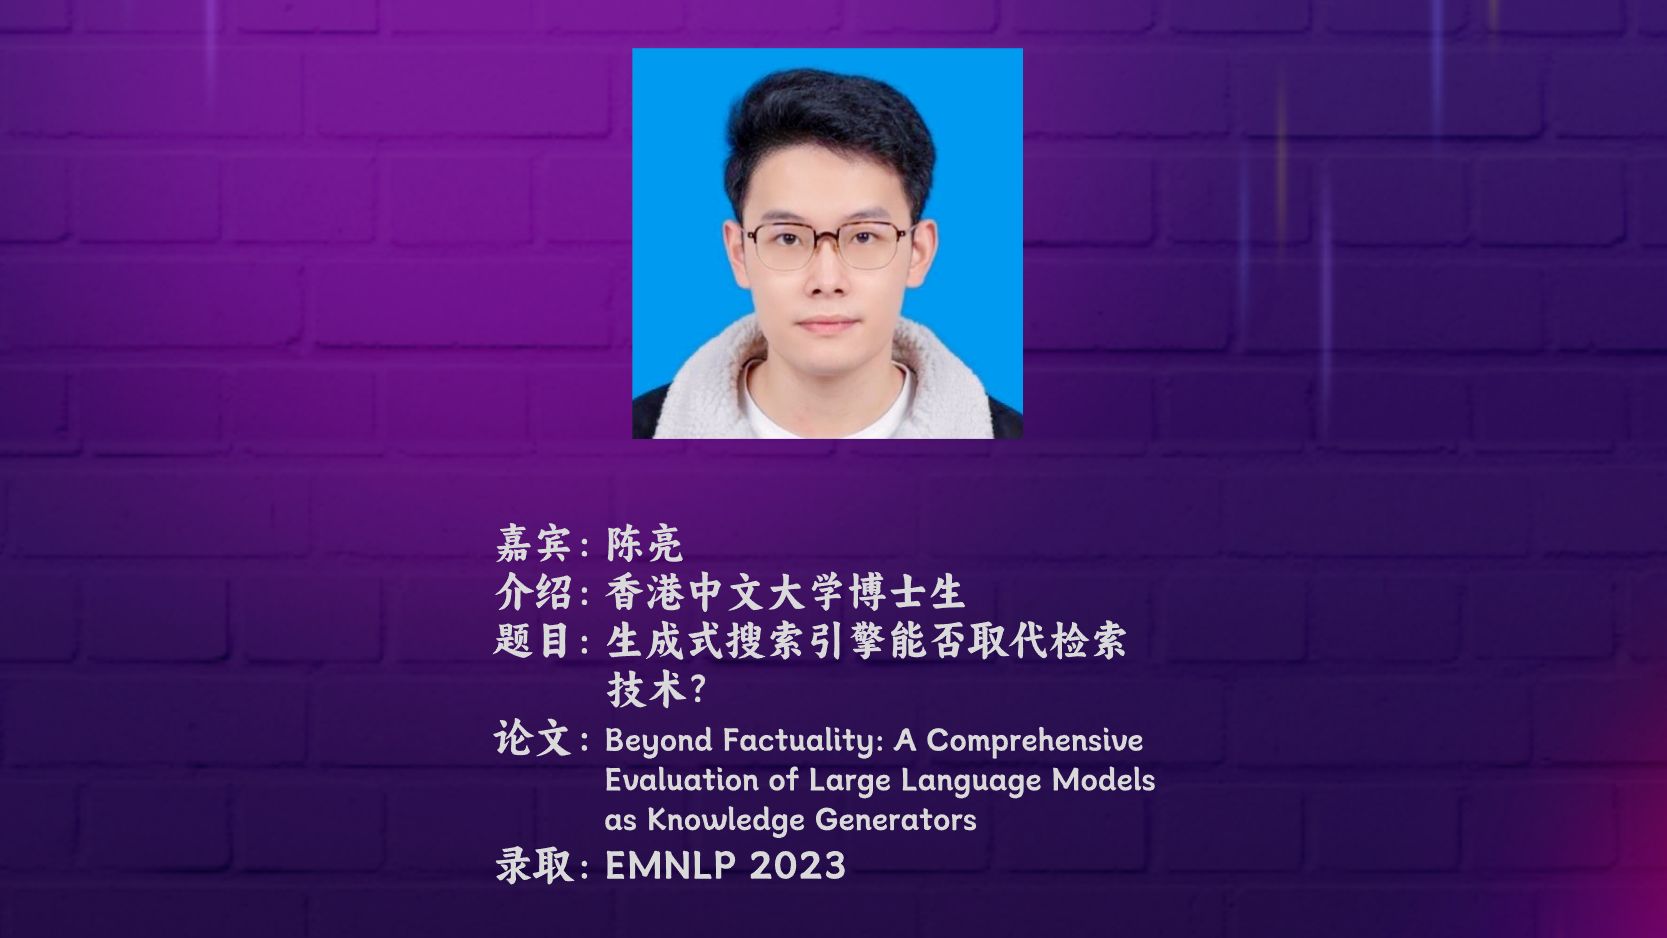 嘉宾：陈亮
介绍：香港中文大学博士生
题目：生成式搜索引擎能否取代检索
技术？
论文：Beyond Factuality: A Comprehensive
Evaluation of Large Language Models
as Knowledge Generators
录取：EMNLP 2023